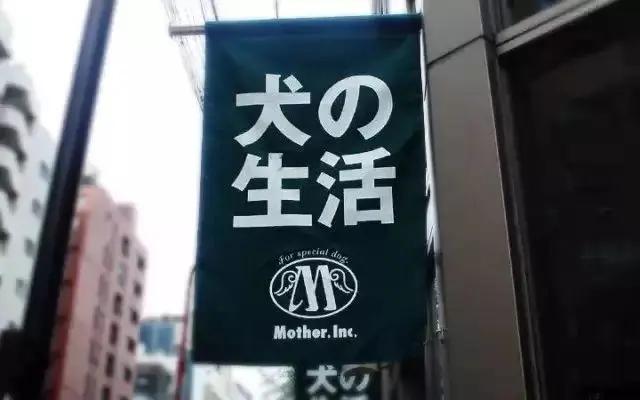 犬の
生活
For special dog.
M
Mother.Inc.
犬の